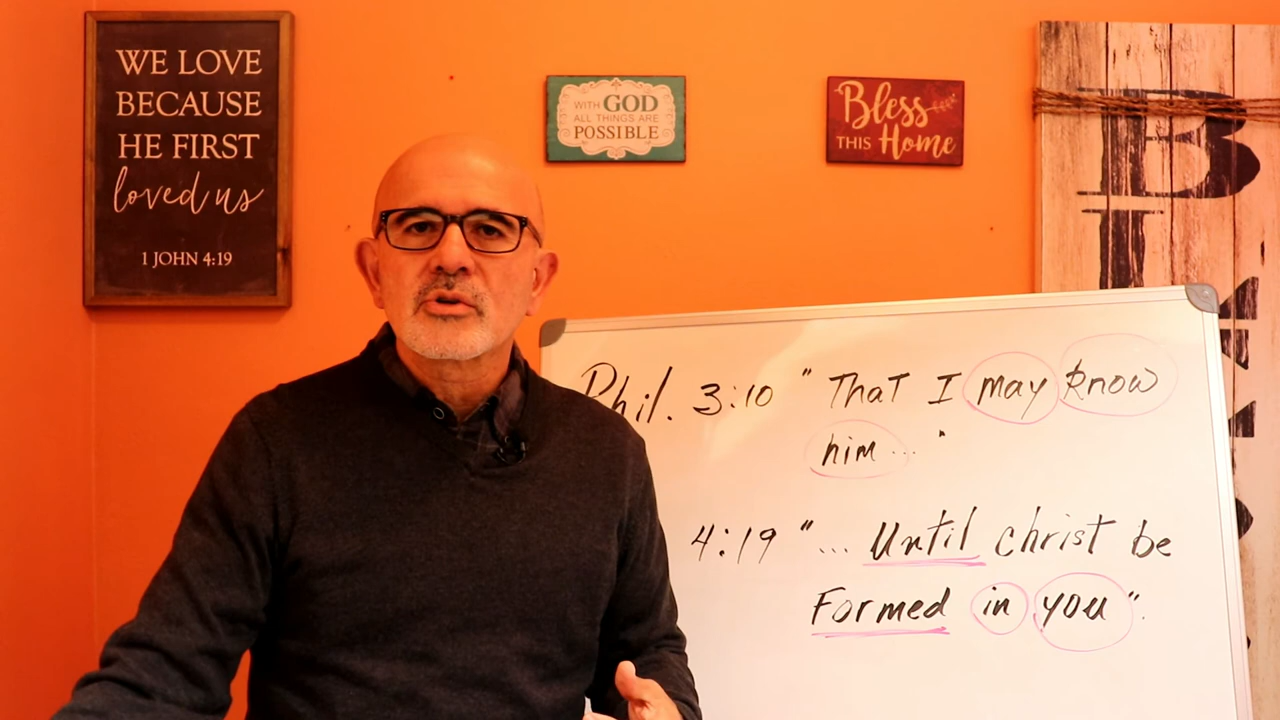 WE LOVE
BECAUSE
HE FIRST
loved us
1 JOHN 4:19
WITH GOD
ALL THINGS ARE
POSSIBLE
Bless
THIS Home
Phil. 3:10 " That I may know
him... "
4:19 "... Until christ be
Formed in you".